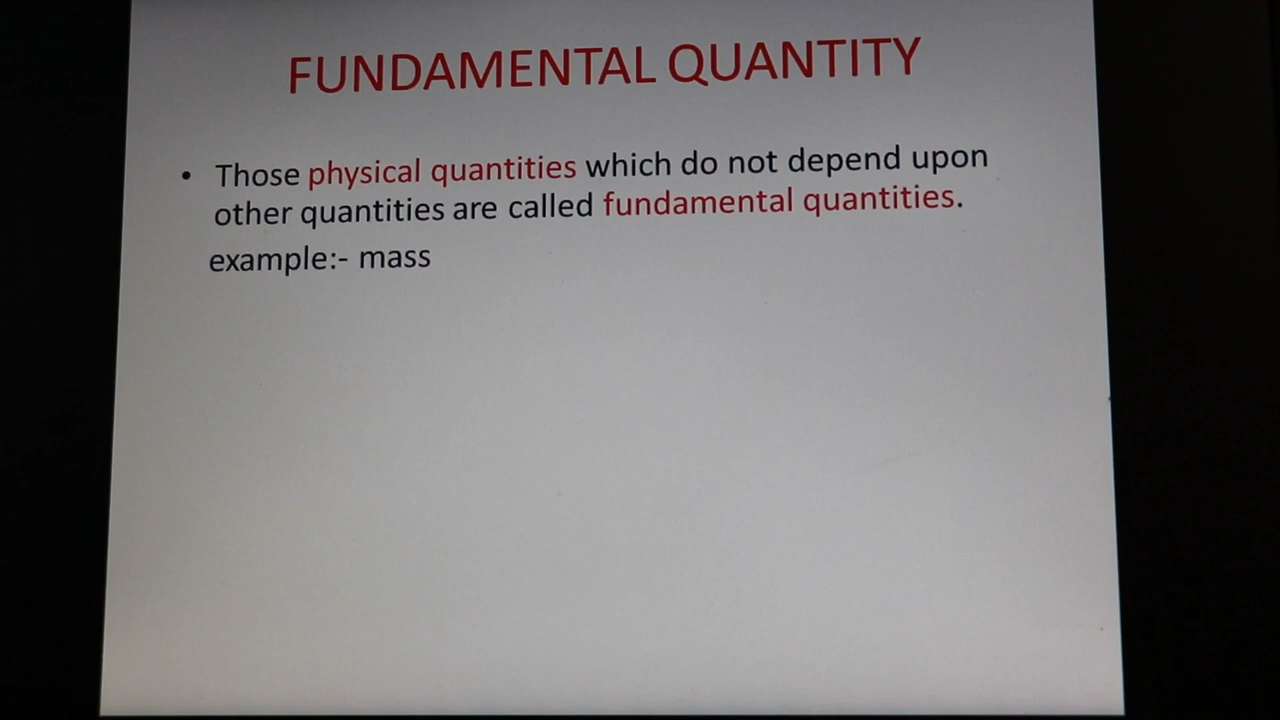 FUNDAMENTAL QUANTITY
• Those physical quantities which do not depend upon
other quantities are called fundamental quantities.
example:- mass